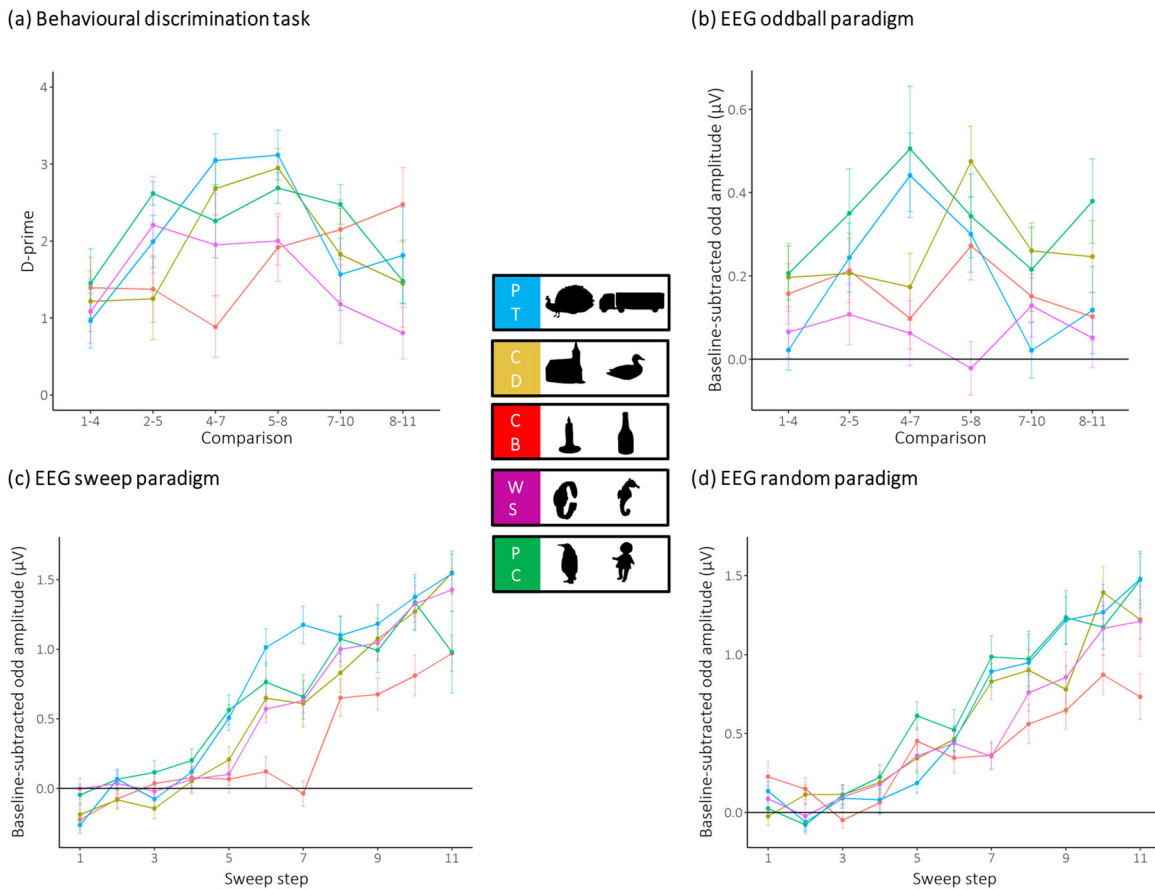 (a) Behavioural discrimination task
4
3
2
1
0
D-prime
1-4 2-5 4-7 5-8 7-10 8-11
Comparison
(b) EEG oddball paradigm
0.6
0.4
0.2
0.0
Baseline-subtracted odd amplitude (µV)
1-4 2-5 4-7 5-8 7-10 8-11
Comparison
P
T
C
D
C
B
W
S
P
C
(c) EEG sweep paradigm
1.5
1.0
0.5
0.0
Baseline-subtracted odd amplitude (µV)
1 3 5 7 9 11
Sweep step
(d) EEG random paradigm
1.5
1.0
0.5
0.0
Baseline-subtracted odd amplitude (µV)
1 3 5 7 9 11
Sweep step